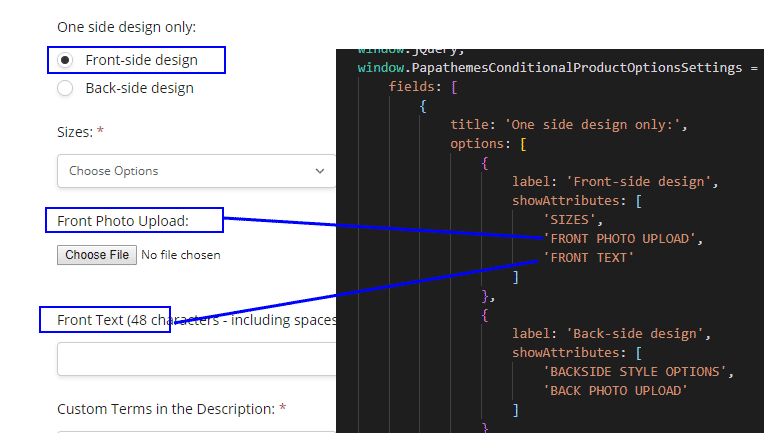 One side design only:
Front-side design
Back-side design
Sizes: *
Choose Options
Front Photo Upload:
Choose File No file chosen
Front Text (48 characters - including spaces
Custom Terms in the Description: *
window.jQuery,
window.PapathemesConditionalProductOptionsSettings =
fields: [
{
title: 'One side design only:',
options: [
{
label: 'Front-side design',
showAttributes: [
'SIZES',
'FRONT PHOTO UPLOAD',
'FRONT TEXT'
]
},
{
label: 'Back-side design',
showAttributes: [
'BACKSIDE STYLE OPTIONS',
'BACK PHOTO UPLOAD'
]
}